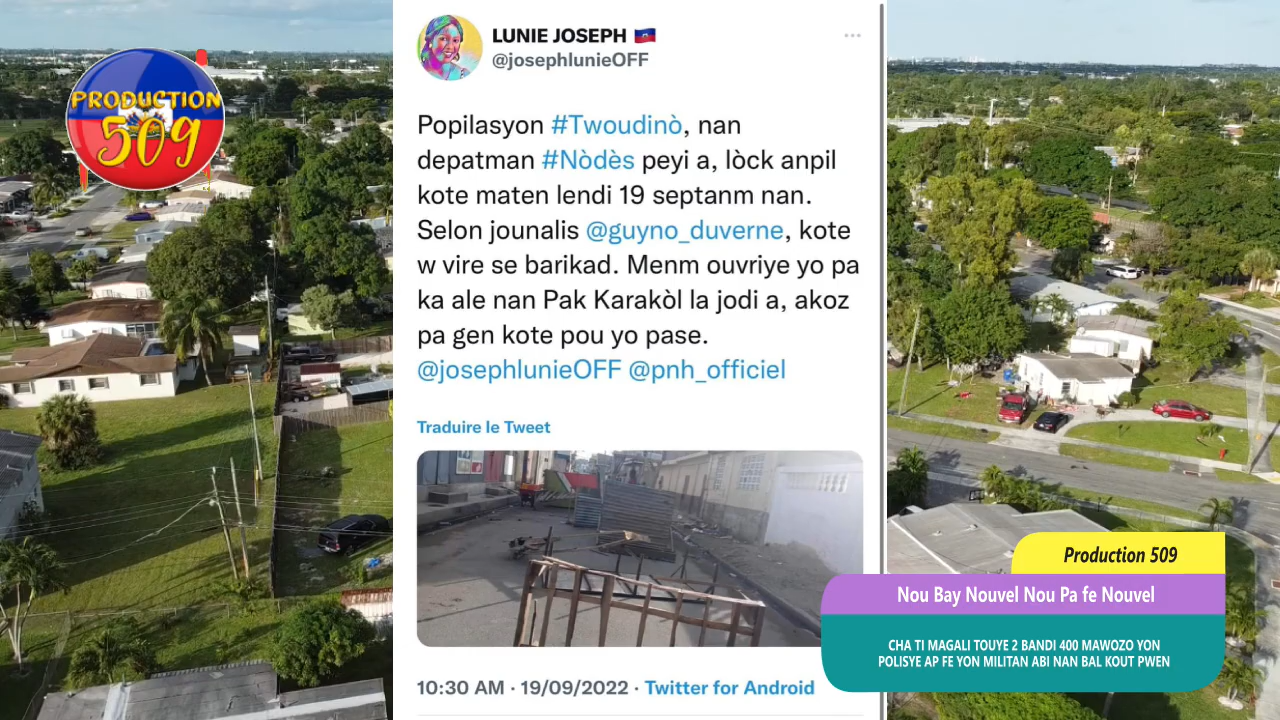 PRODUCTION
509
LUNIE JOSEPH 🇭🇹
@josephlunieOFF
Popilasyon #Twoudinò, nan
depatman #Nòdès peyi a, lòck anpil
kote maten lendi 19 septanm nan.
Selon jounalis @guyno_duverne, kote
w vire se barikad. Menm ouvriye yo pa
ka ale nan Pak Karakòl la jodi a, akoz
pa gen kote pou yo pase.
@josephlunieOFF @pnh_officiel
Traduire le Tweet
10:30 AM · 19/09/2022 · Twitter for Android
Production 509
Nou Bay Nouvel Nou Pa fe Nouvel
CHA TI MAGALI TOUYE 2 BANDI 400 MAWOZO YON
POLISYE AP FE YON MILITAN ABI NAN BAL KOUT PWEN